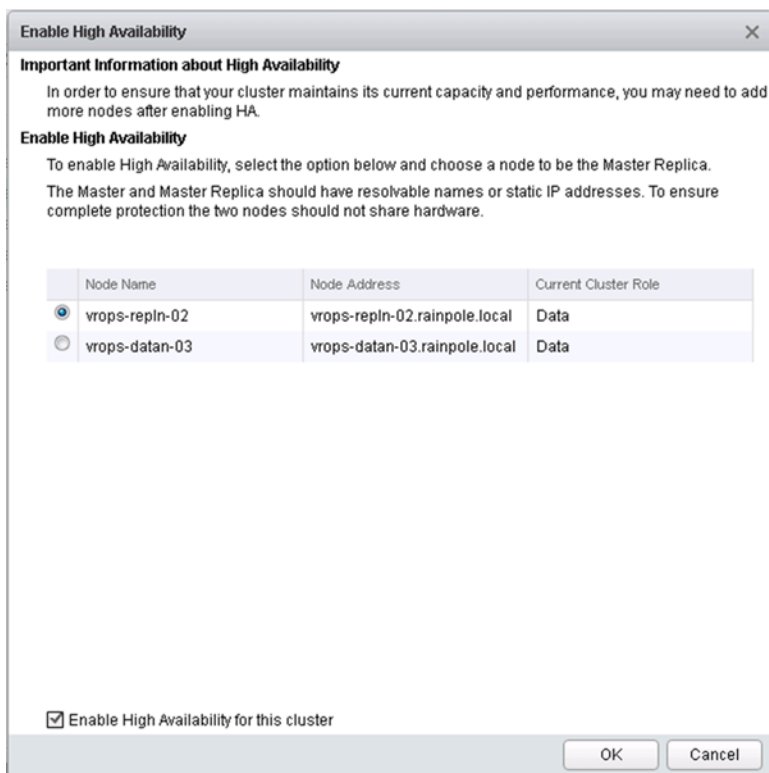 Enable High Availability
Important Information about High Availability
In order to ensure that your cluster maintains its current capacity and performance, you may need to add
more nodes after enabling HA.
Enable High Availability
To enable High Availability, select the option below and choose a node to be the Master Replica.
The Master and Master Replica should have resolvable names or static IP addresses. To ensure
complete protection the two nodes should not share hardware.
Node Name Node Address Current Cluster Role
vrops-repln-02 vrops-repln-02.rainpole.local Data
vrops-datan-03 vrops-datan-03.rainpole.local Data
Enable High Availability for this cluster
OK Cancel